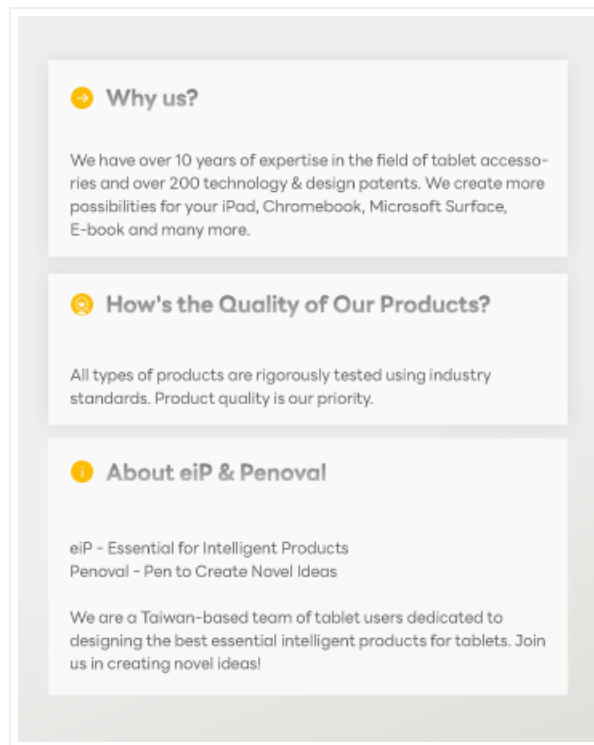 Why us?
We have over 10 years of expertise in the field of tablet accesso-
ries and over 200 technology & design patents. We create more
possibilities for your iPad, Chromebook, Microsoft Surface,
E-book and many more.
How's the Quality of Our Products?
All types of products are rigorously tested using industry
standards. Product quality is our priority.
About eiP & Penoval
eiP - Essential for Intelligent Products
Penoval - Pen to Create Novel Ideas
We are a Taiwan-based team of tablet users dedicated to
designing the best essential intelligent products for tablets. Join
us in creating novel ideas!